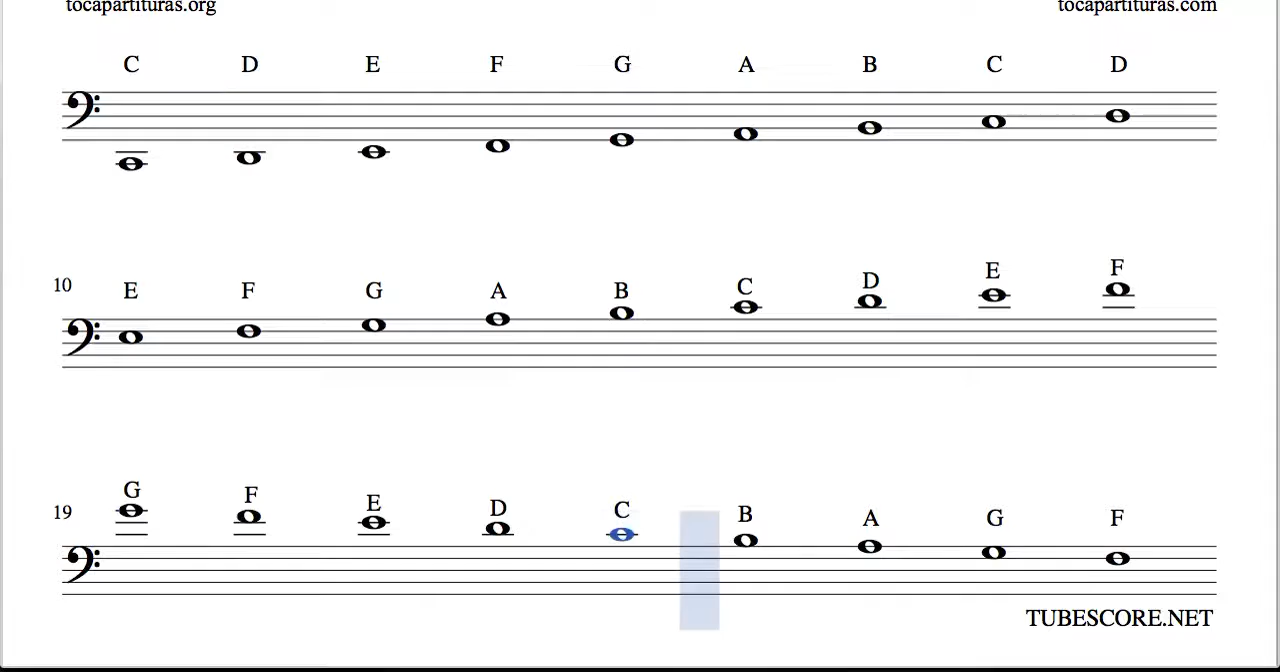 tocapartituras.org tocapartituras.com
C D E F G A B C D
10 E F G A B C D E F
19 G F E D C B A G F
TUBESCORE.NET